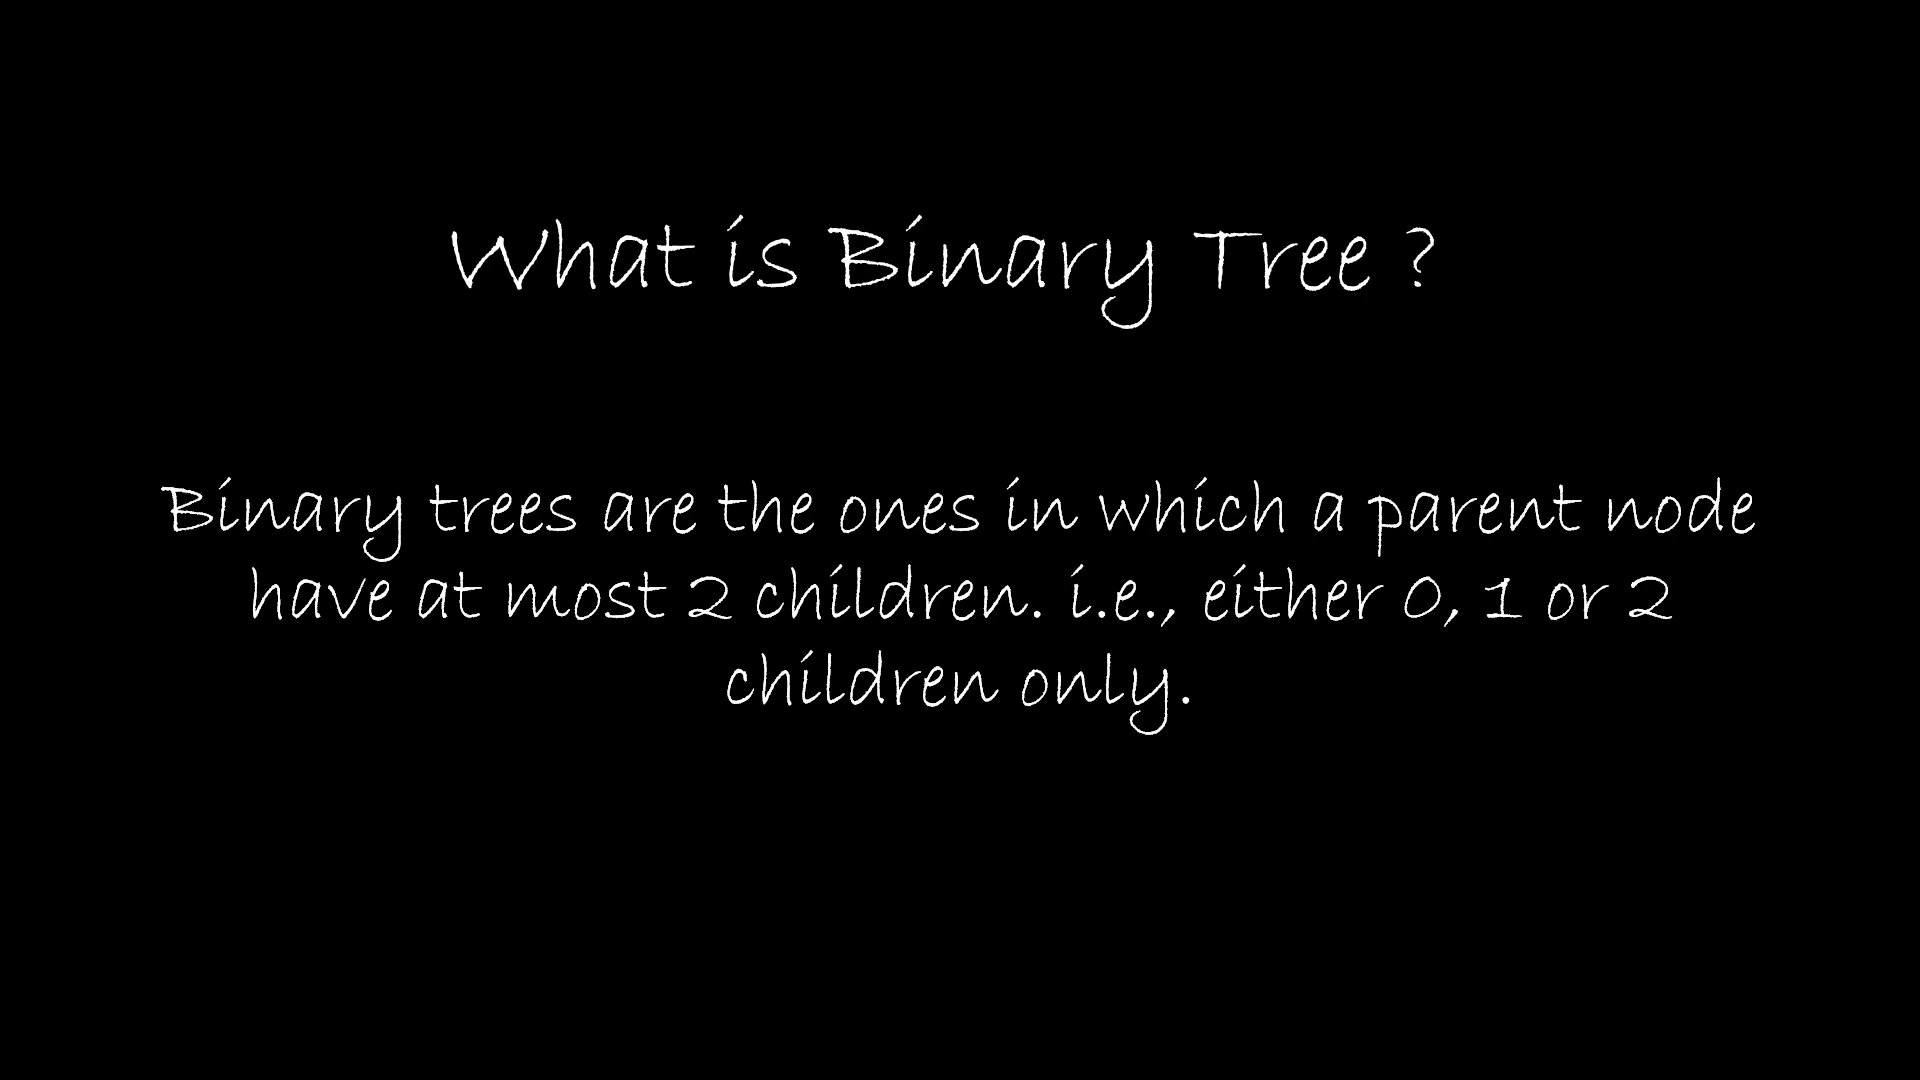 What is Binary Tree ?
Binary trees are the ones in which a parent node
have at most 2 children. i.e., either 0, 1 or 2
children only.